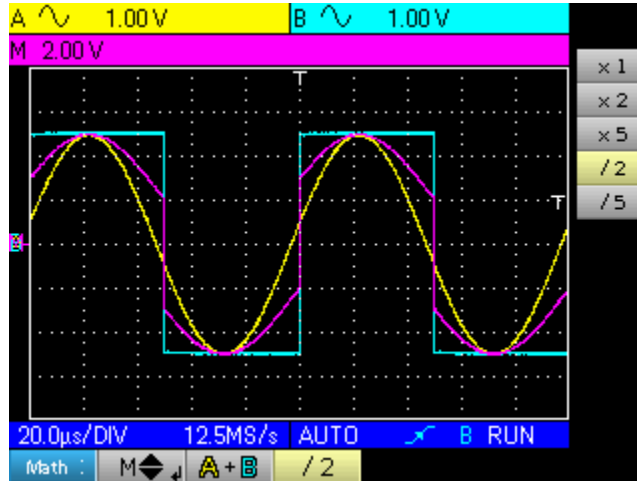 A 1.00 V B 1.00 V
M 2.00 V
T
× 1
× 2
× 5
/ 2
/ 5
T
20.0µs/DIV 12.5MS/s AUTO B RUN
Math : M A + B / 2